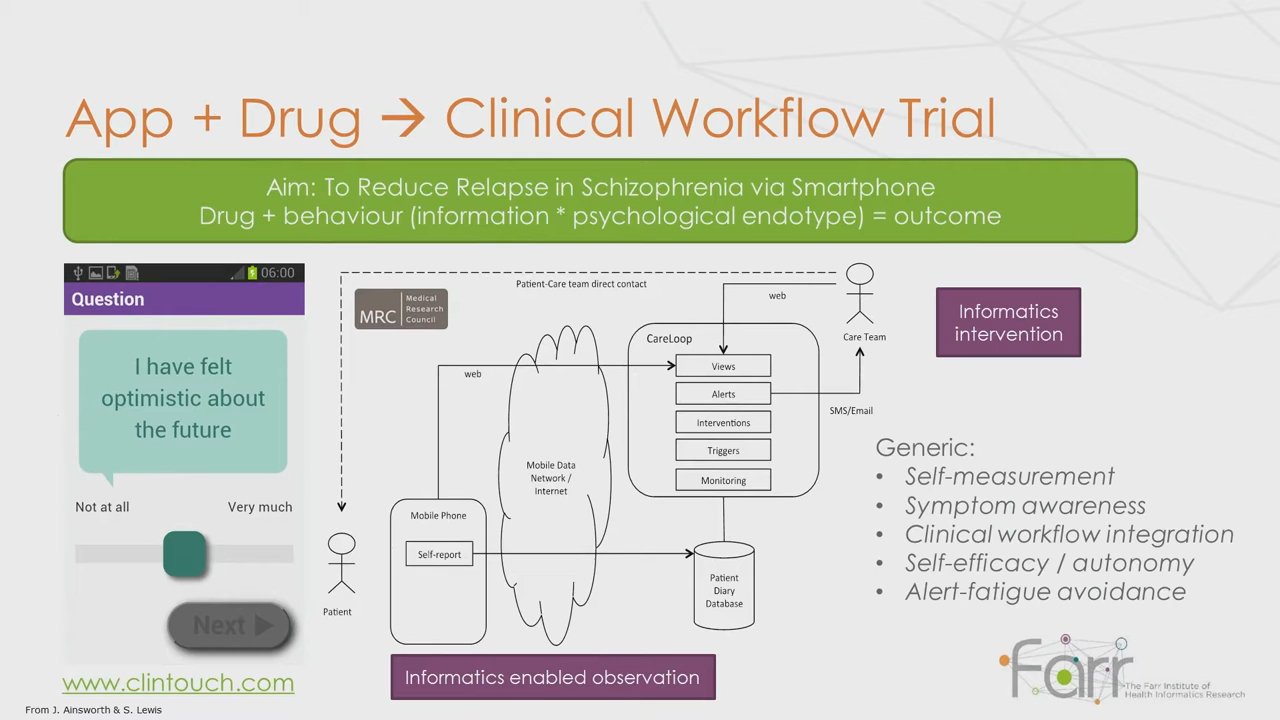 App + Drug → Clinical Workflow Trial
Aim: To Reduce Relapse in Schizophrenia via Smartphone
Drug + behaviour (information * psychological endotype) = outcome
06:00
Question
I have felt
optimistic about
the future
Not at all
Very much
Next
www.clintouch.com
From J. Ainsworth & S. Lewis
Patient-Care team direct contact
MRC
Medical
Research
Council
web
web
CareLoop
Views
Alerts
Interventions
Triggers
Monitoring
Care Team
SMS/Email
Mobile Data
Network /
Internet
Mobile Phone
Self-report
Patient
Patient
Diary
Database
Informatics enabled observation
Informatics
intervention
Generic:
• Self-measurement
• Symptom awareness
• Clinical workflow integration
• Self-efficacy / autonomy
• Alert-fatigue avoidance
Farr
The Farr Institute of
Health Informatics Research